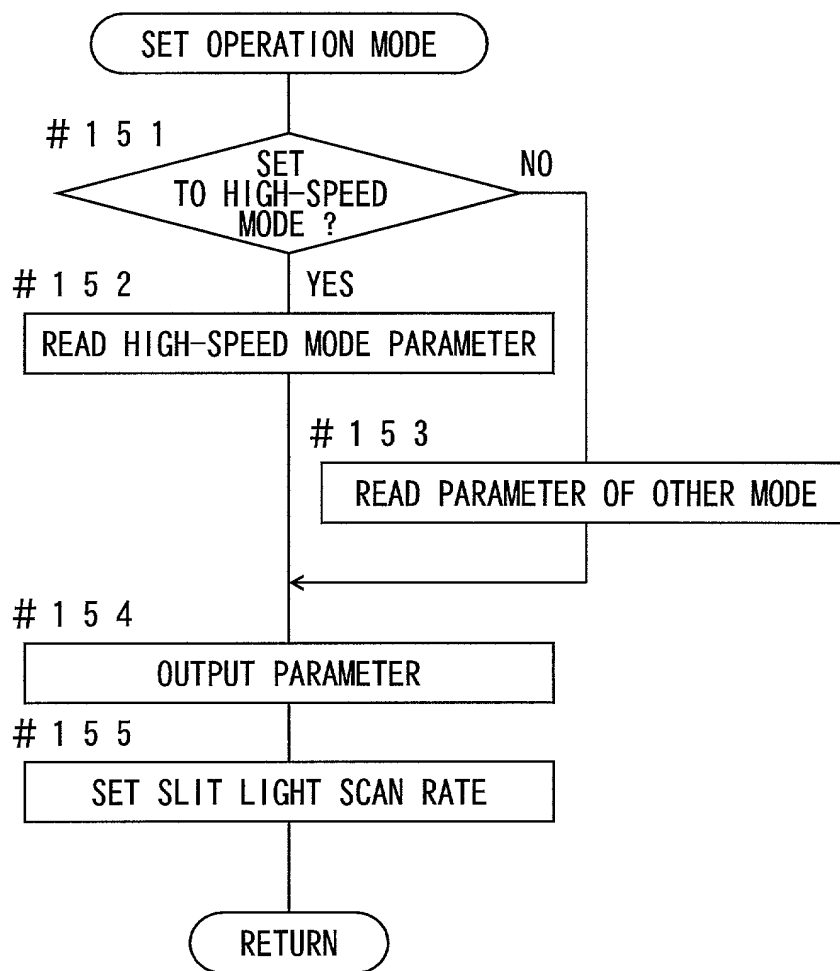 SET OPERATION MODE
#151
SET
TO HIGH-SPEED
MODE ?
NO
#152
YES
READ HIGH-SPEED MODE PARAMETER
#153
READ PARAMETER OF OTHER MODE
#154
OUTPUT PARAMETER
#155
SET SLIT LIGHT SCAN RATE
RETURN